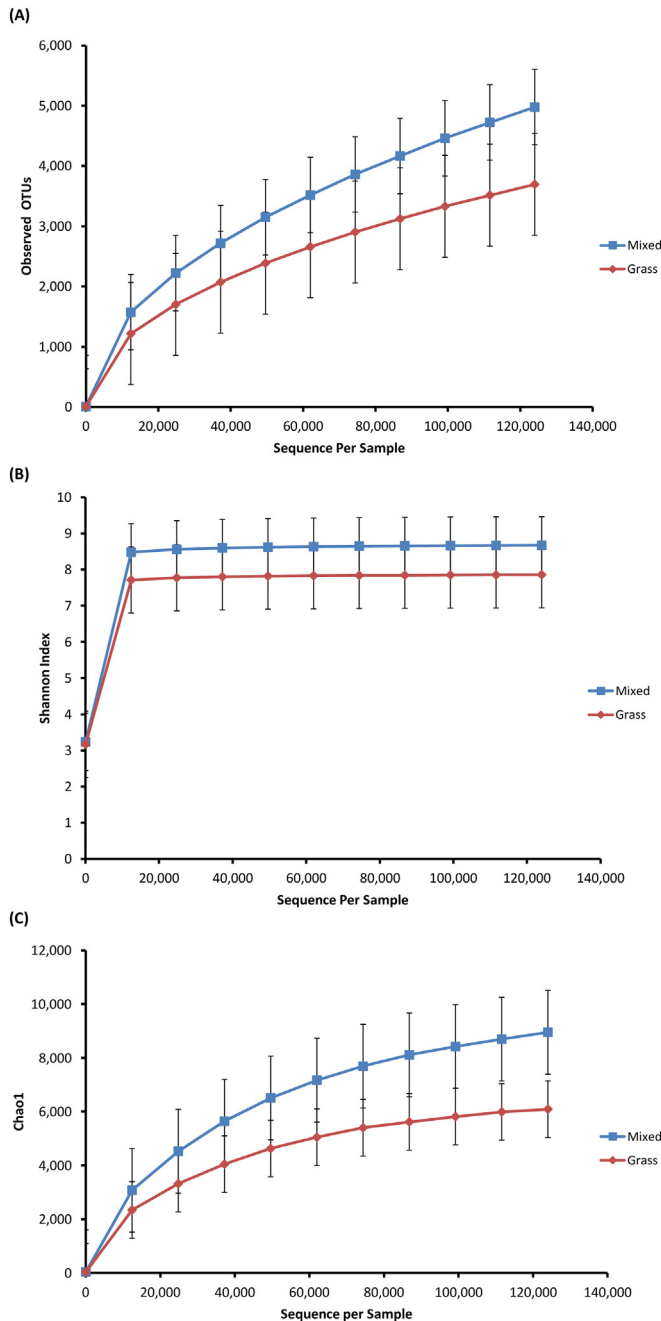 (A)
6,000
5,000
4,000
3,000
2,000
1,000
0
Observed OTUs
0 20,000 40,000 60,000 80,000 100,000 120,000 140,000
Sequence Per Sample
Mixed
Grass
(B)
10
9
8
7
6
5
4
3
2
1
0
Shannon Index
0 20,000 40,000 60,000 80,000 100,000 120,000 140,000
Sequence Per Sample
Mixed
Grass
(C)
12,000
10,000
8,000
6,000
4,000
2,000
0
Chao1
0 20,000 40,000 60,000 80,000 100,000 120,000 140,000
Sequence per Sample
Mixed
Grass